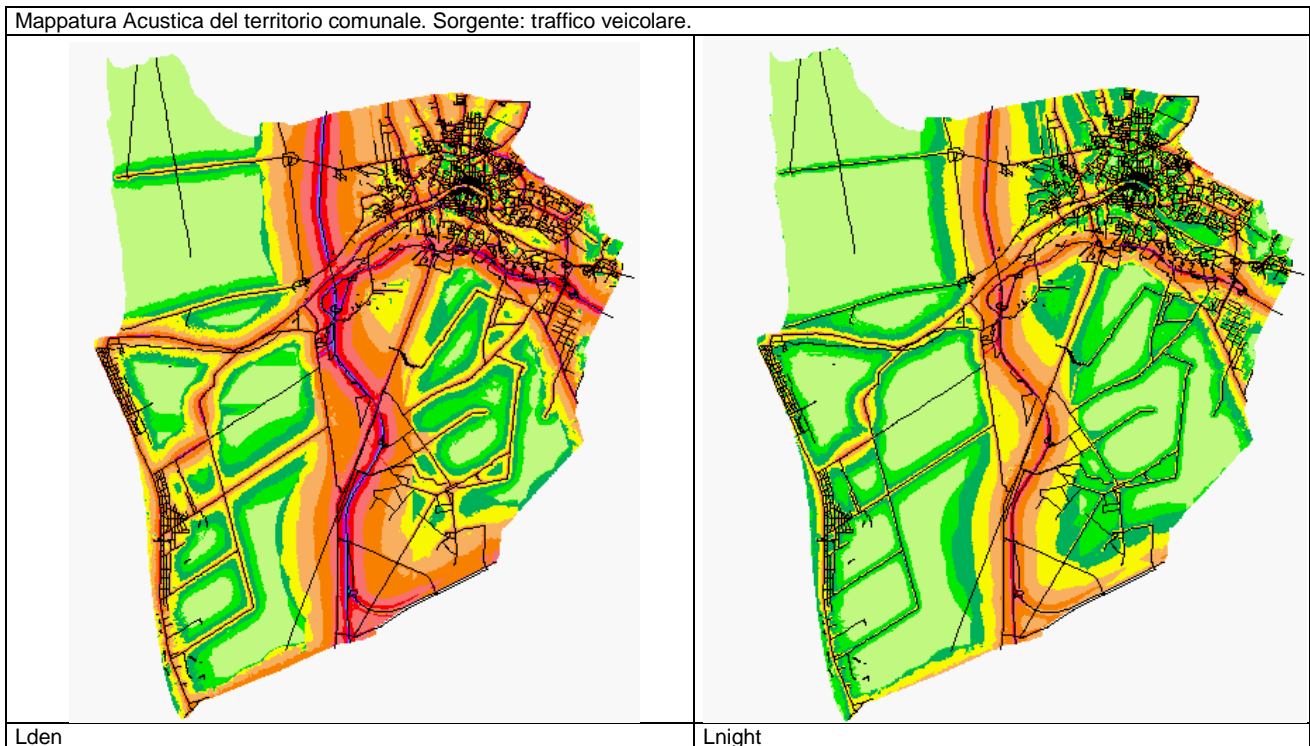 Mappatura Acustica del territorio comunale. Sorgente: traffico veicolare.
Lden
Lnight